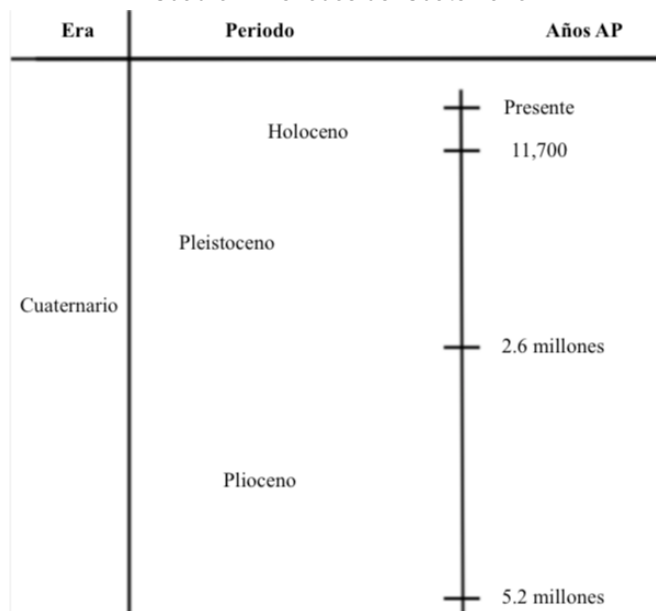 Era Periodo Años AP
Presente
Holoceno
11,700
Pleistoceno
Cuaternario
2.6 millones
Plioceno
5.2 millones